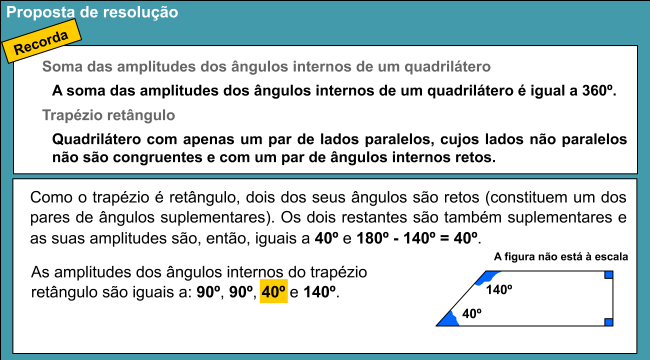 Proposta de resolução
Recorda
Soma das amplitudes dos ângulos internos de um quadrilátero
A soma das amplitudes dos ângulos internos de um quadrilátero é igual a 360º.
Trapézio retângulo
Quadrilátero com apenas um par de lados paralelos, cujos lados não paralelos
não são congruentes e com um par de ângulos internos retos.
Como o trapézio é retângulo, dois dos seus ângulos são retos (constituem um dos
pares de ângulos suplementares). Os dois restantes são também suplementares e
as suas amplitudes são, então, iguais a 40º e 180º - 140º = 40º.
A figura não está à escala
As amplitudes dos ângulos internos do trapézio
retângulo são iguais a: 90º, 90º, 40º e 140º.
140º
40º